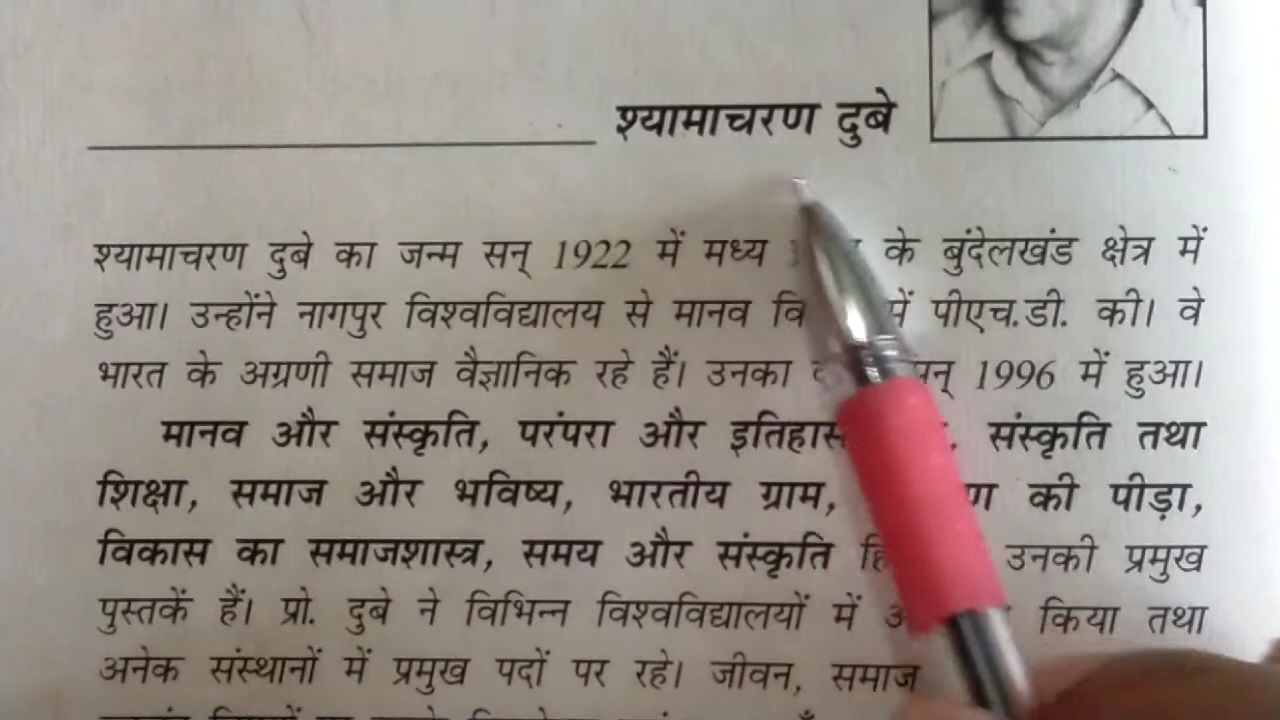 श्यामाचरण दुबे
श्यामाचरण दुबे का जन्म सन् 1922 में मध्य के बुंदेलखंड क्षेत्र में
हुआ। उन्होंने नागपुर विश्वविद्यालय से मानव में पीएच.डी. की। वे
भारत के अग्रणी समाज वैज्ञानिक रहे हैं। उनका सन् 1996 में हुआ।
मानव और संस्कृति, परंपरा और संस्कृति तथा
शिक्षा, समाज और भविष्य, भारतीय ग्राम, की पीड़ा,
विकास का समाजशास्त्र, समय और संस्कृति उनकी प्रमुख
पुस्तकें हैं। प्रो. दुबे ने विभिन्न विश्वविद्यालयों में किया तथा
अनेक संस्थानों में प्रमुख पदों पर रहे। जीवन, समाज